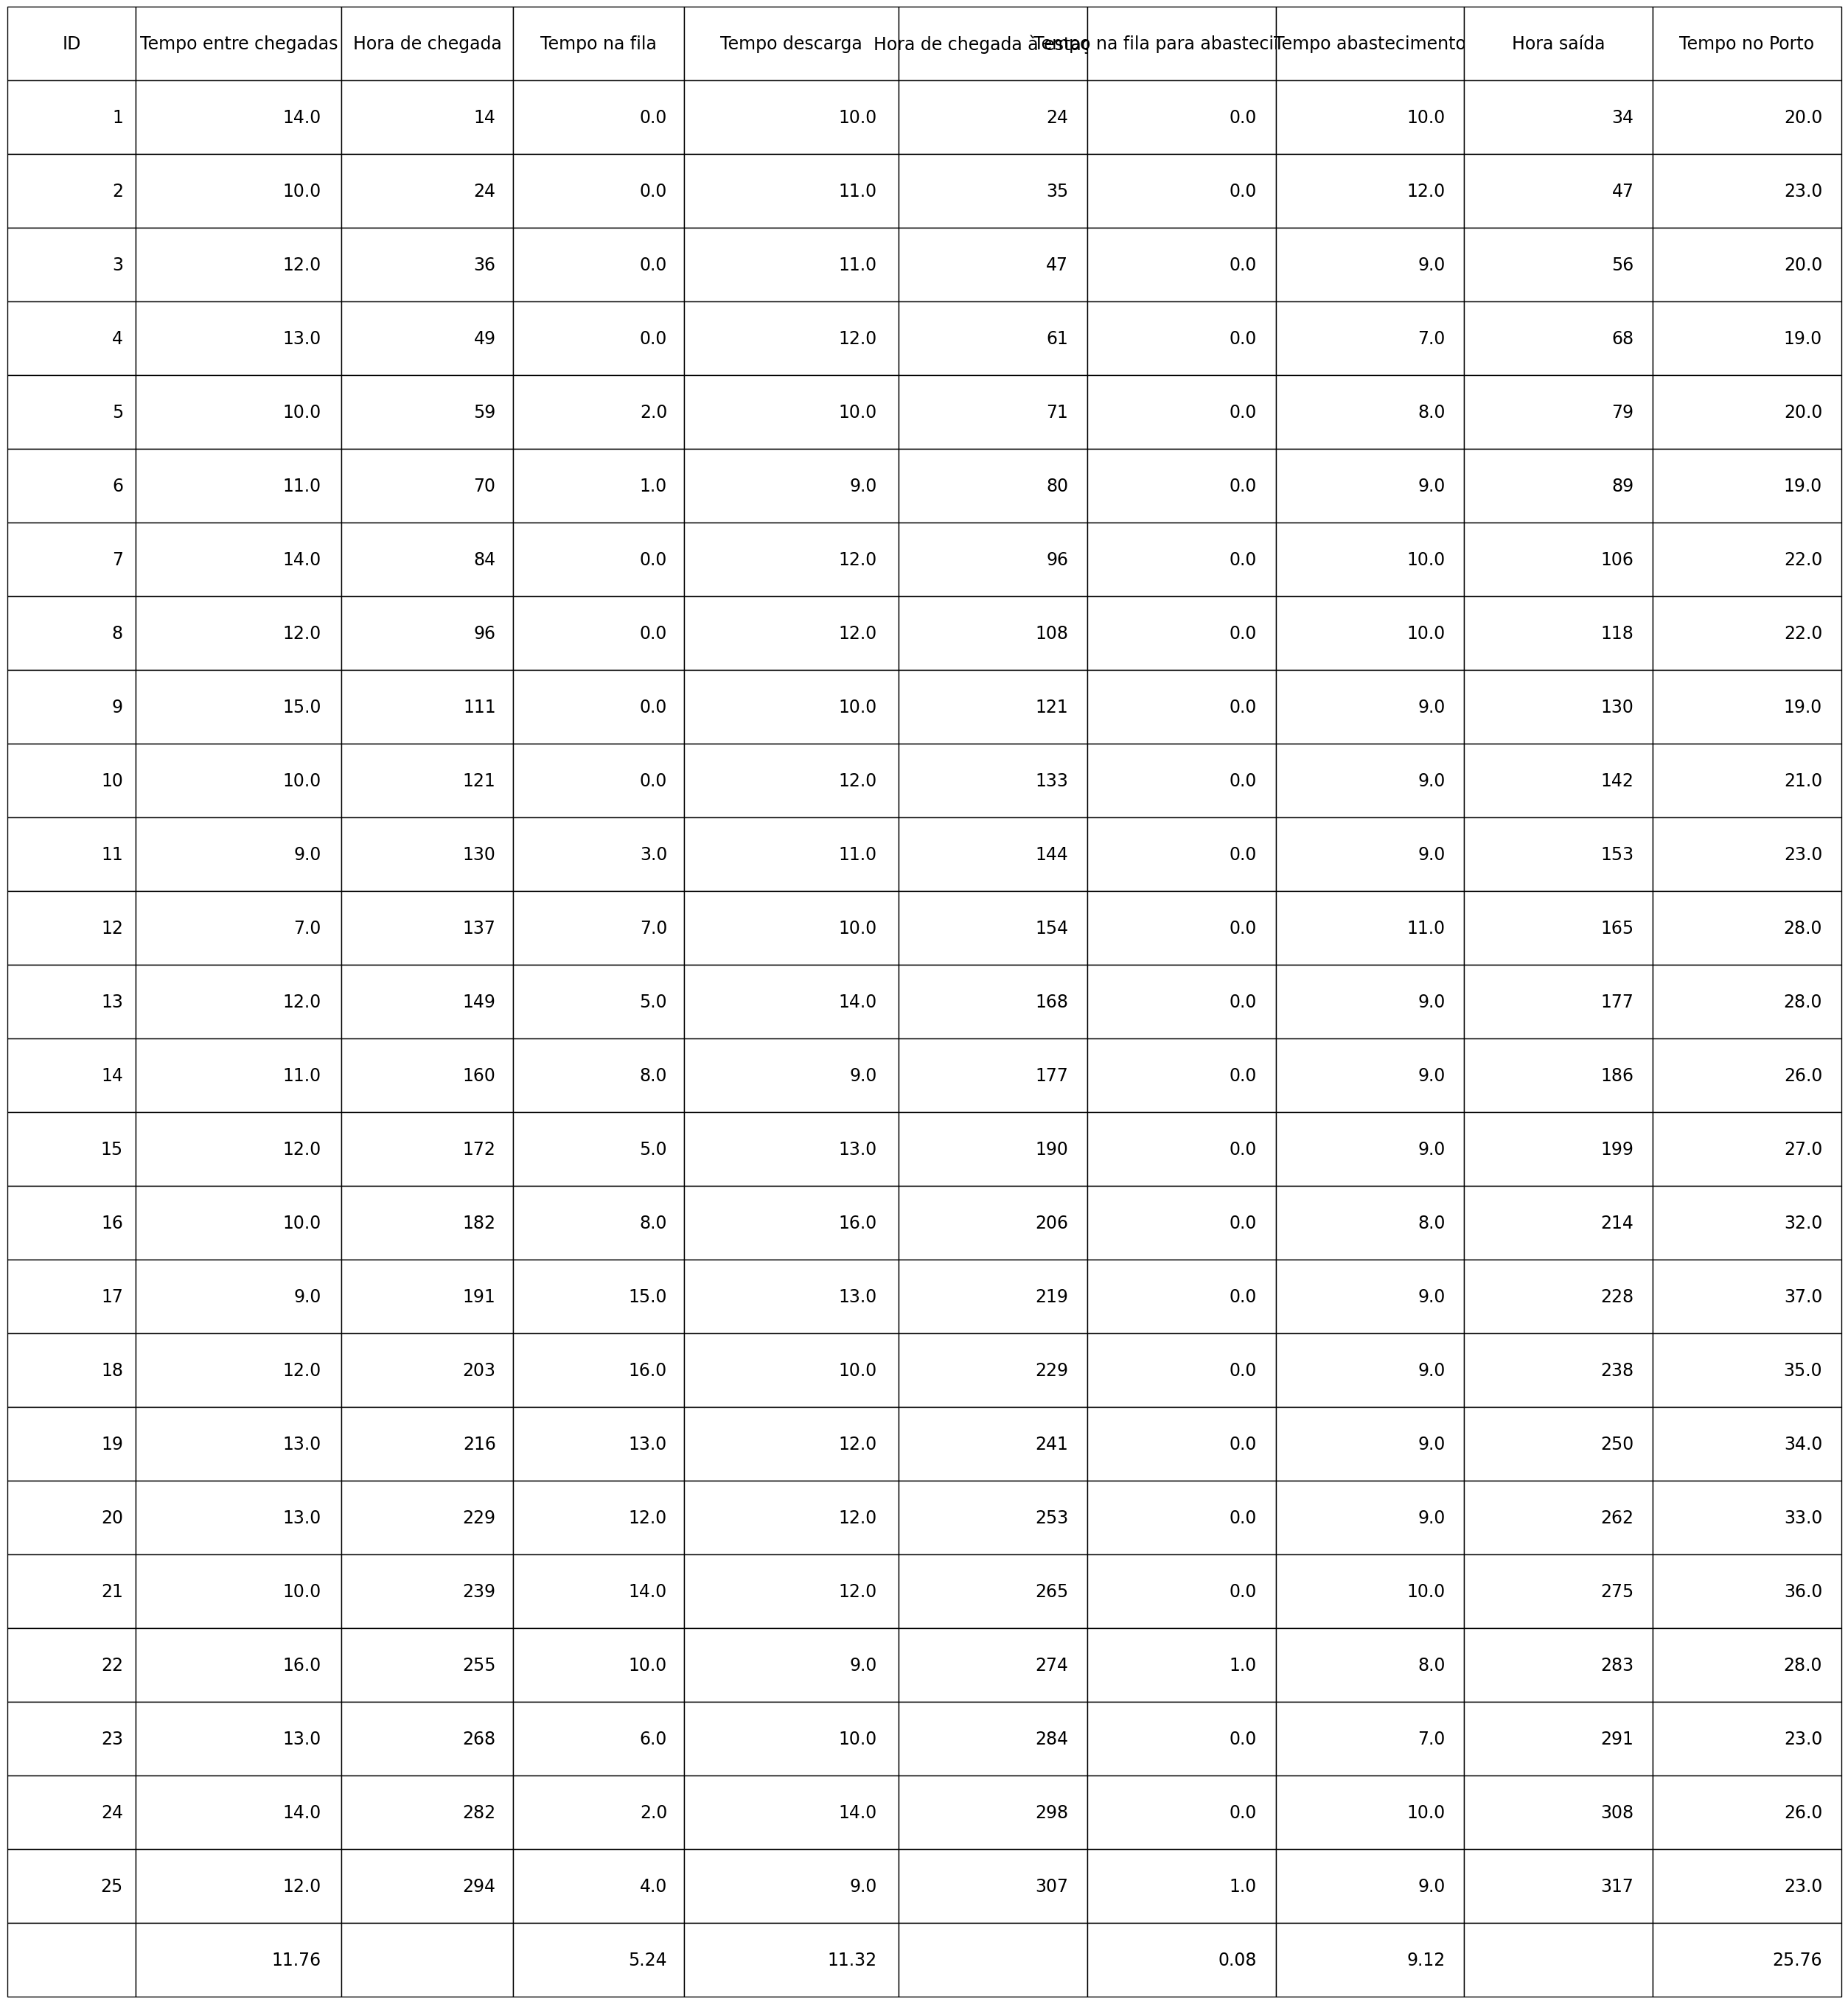 ID Tempo entre chegadas Hora de chegada Tempo na fila Tempo descarga Hora de chegada à Tempo na fila para Tempo abastecimento Hora saída Tempo no Porto
1 14.0 14 0.0 10.0 24 0.0 10.0 34 20.0
2 10.0 24 0.0 11.0 35 0.0 12.0 47 23.0
3 12.0 36 0.0 11.0 47 0.0 9.0 56 20.0
4 13.0 49 0.0 12.0 61 0.0 7.0 68 19.0
5 10.0 59 2.0 10.0 71 0.0 8.0 79 20.0
6 11.0 70 1.0 9.0 80 0.0 9.0 89 19.0
7 14.0 84 0.0 12.0 96 0.0 10.0 106 22.0
8 12.0 96 0.0 12.0 108 0.0 10.0 118 22.0
9 15.0 111 0.0 10.0 121 0.0 9.0 130 19.0
10 10.0 121 0.0 12.0 133 0.0 9.0 142 21.0
11 9.0 130 3.0 11.0 144 0.0 9.0 153 23.0
12 7.0 137 7.0 10.0 154 0.0 11.0 165 28.0
13 12.0 149 5.0 14.0 168 0.0 9.0 177 28.0
14 11.0 160 8.0 9.0 177 0.0 9.0 186 26.0
15 12.0 172 5.0 13.0 190 0.0 9.0 199 27.0
16 10.0 182 8.0 16.0 206 0.0 8.0 214 32.0
17 9.0 191 15.0 13.0 219 0.0 9.0 228 37.0
18 12.0 203 16.0 10.0 229 0.0 9.0 238 35.0
19 13.0 216 13.0 12.0 241 0.0 9.0 250 34.0
20 13.0 229 12.0 12.0 253 0.0 9.0 262 33.0
21 10.0 239 14.0 12.0 265 0.0 10.0 275 36.0
22 16.0 255 10.0 9.0 274 1.0 8.0 283 28.0
23 13.0 268 6.0 10.0 284 0.0 7.0 291 23.0
24 14.0 282 2.0 14.0 298 0.0 10.0 308 26.0
25 12.0 294 4.0 9.0 307 1.0 9.0 317 23.0
11.76 5.24 11.32 0.08 9.12 25.76